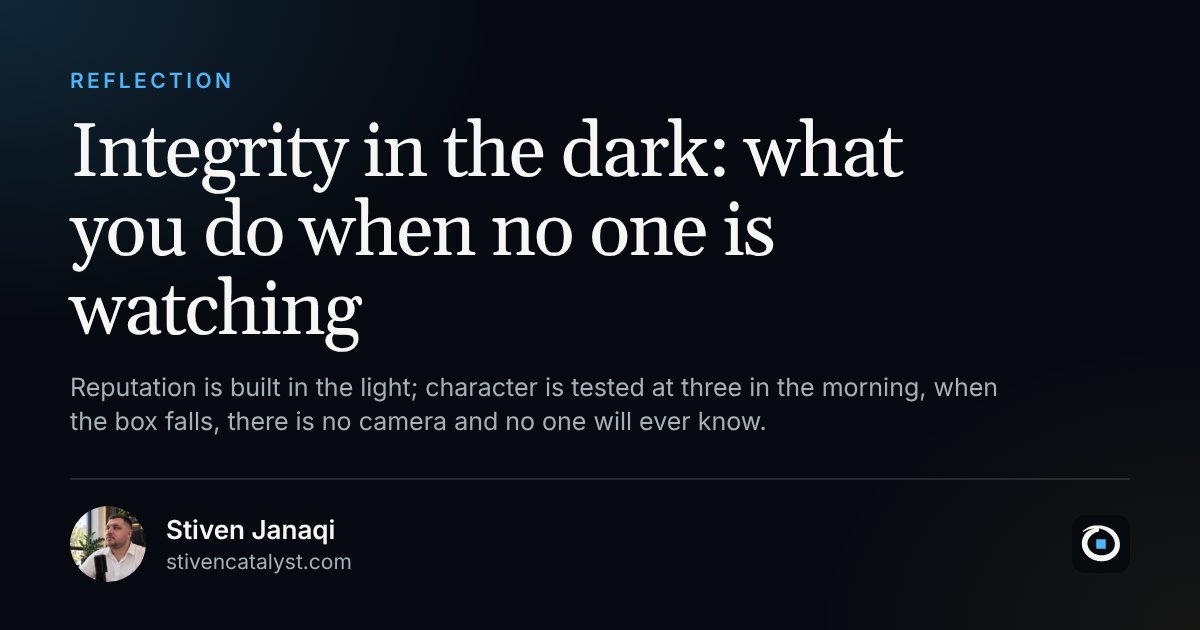 REFLECTION
Integrity in the dark: what
you do when no one is
watching
Reputation is built in the light; character is tested at three in the morning, when
the box falls, there is no camera and no one will ever know.
Stiven Janaqi
stivencatalyst.com